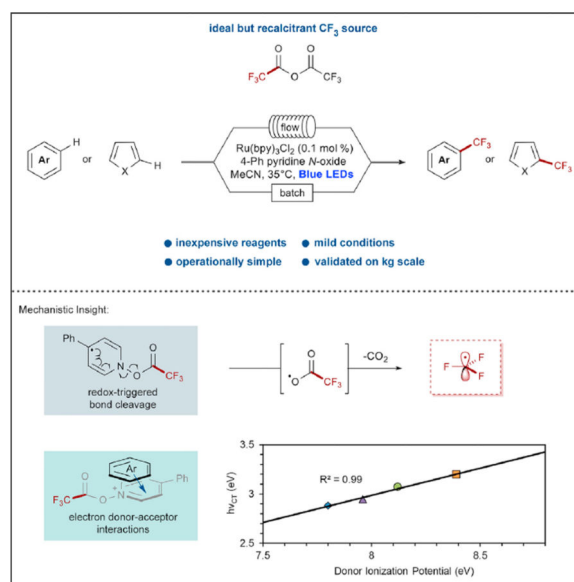 ideal but recalcitrant CF3 source
O O
F3C O CF3
flow
H
Ar or X H
Ru(bpy)3Cl2 (0.1 mol %)
4-Ph pyridine N-oxide
MeCN, 35°C, Blue LEDs
batch
CF3
Ar or X CF3
inexpensive reagents
mild conditions
operationally simple
validated on kg scale
Mechanistic Insight:
Ph
N O O CF3
redox-triggered
bond cleavage
•O O CF3
-CO2
F F F
Ar Ph
O
F3C O N+
electron donor-acceptor
interactions
hνCT (eV)
3.5
3
2.5
R² = 0.99
7.5 8 8.5
Donor Ionization Potential (eV)